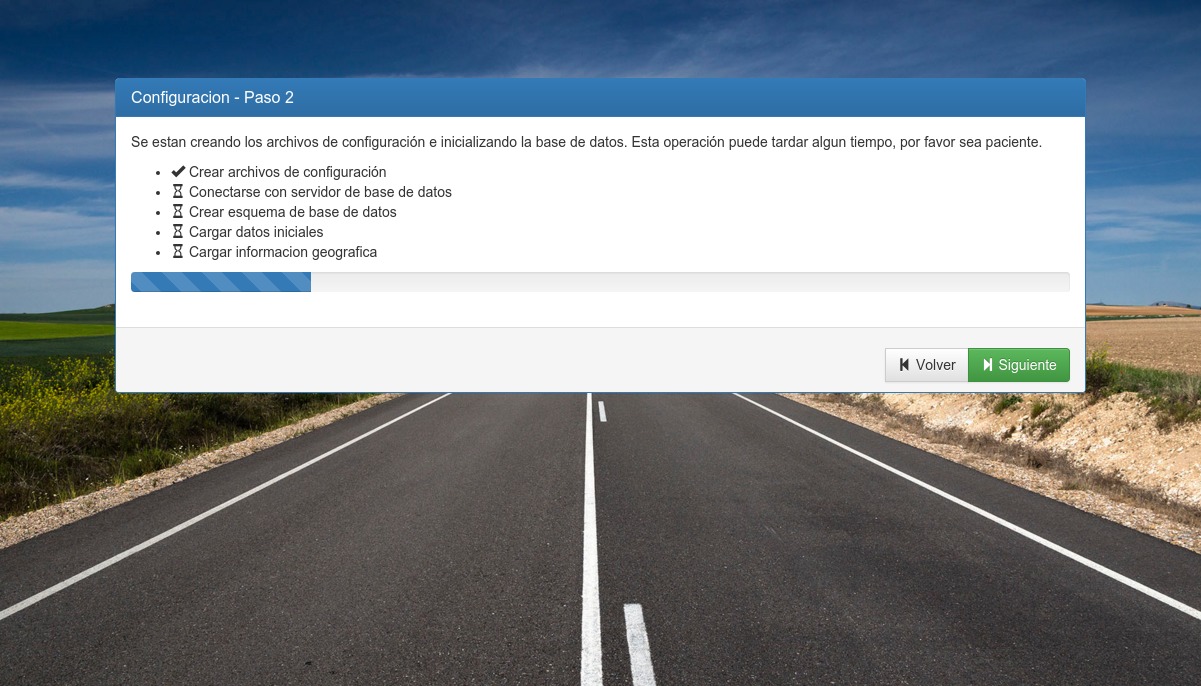 Configuracion - Paso 2
Se estan creando los archivos de configuración e inicializando la base de datos. Esta operación puede tardar algun tiempo, por favor sea paciente.
Crear archivos de configuración
Conectarse con servidor de base de datos
Crear esquema de base de datos
Cargar datos iniciales
Cargar informacion geografica
Volver
Siguiente